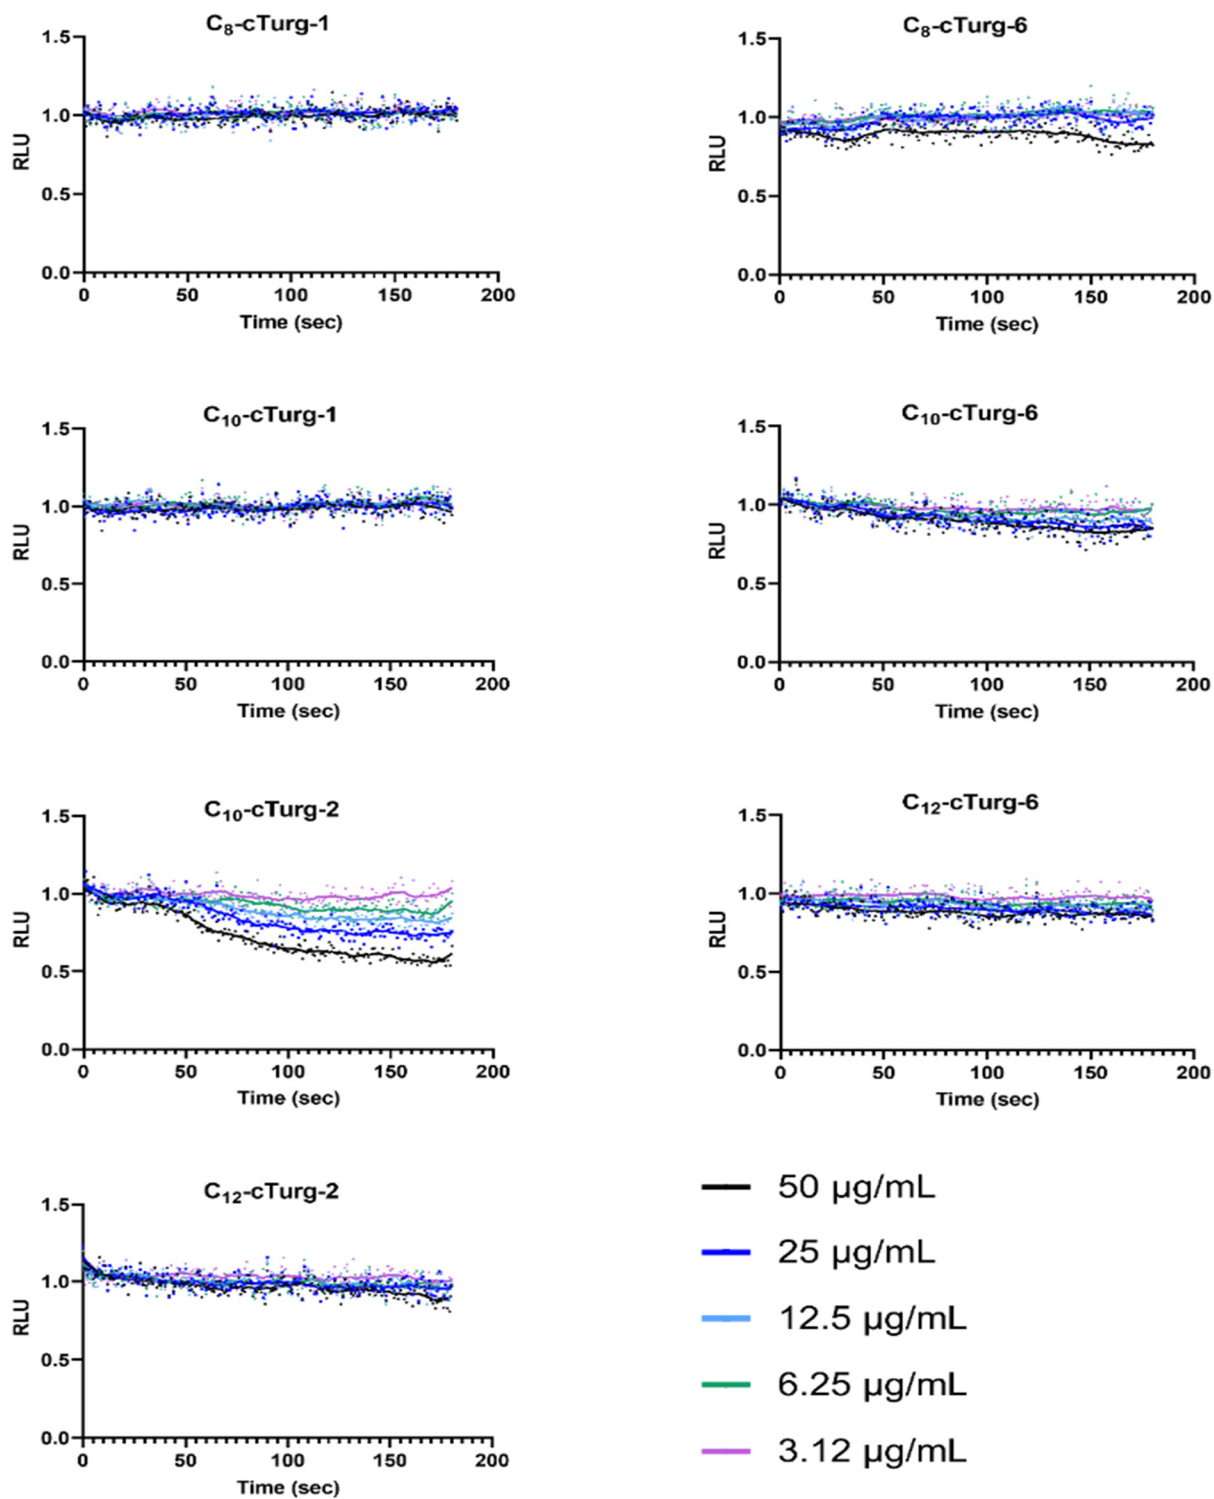 C8-cTurg-1
1.5
1.0
0.5
0.0
RLU
0 50 100 150 200
Time (sec)
C8-cTurg-6
1.5
1.0
0.5
0.0
RLU
0 50 100 150 200
Time (sec)
C10-cTurg-1
1.5
1.0
0.5
0.0
RLU
0 50 100 150 200
Time (sec)
C10-cTurg-6
1.5
1.0
0.5
0.0
RLU
0 50 100 150 200
Time (sec)
C10-cTurg-2
1.5
1.0
0.5
0.0
RLU
0 50 100 150 200
Time (sec)
C12-cTurg-6
1.5
1.0
0.5
0.0
RLU
0 50 100 150 200
Time (sec)
C12-cTurg-2
1.5
1.0
0.5
0.0
RLU
0 50 100 150 200
Time (sec)
50 µg/mL
25 µg/mL
12.5 µg/mL
6.25 µg/mL
3.12 µg/mL